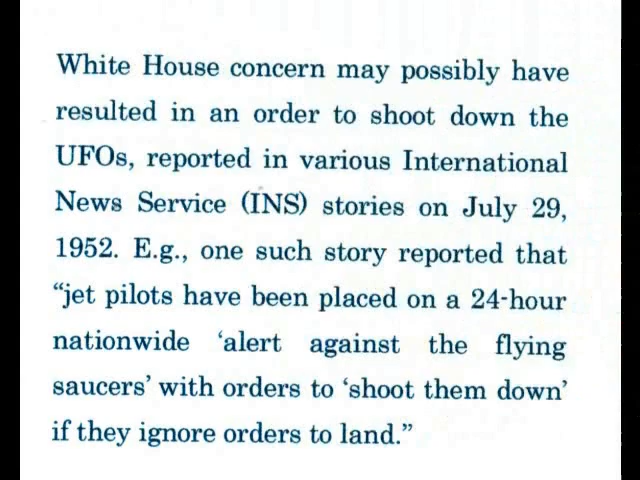 White House concern may possibly have
resulted in an order to shoot down the
UFOs, reported in various International
News Service (INS) stories on July 29,
1952. E.g., one such story reported that
“jet pilots have been placed on a 24-hour
nationwide ‘alert against the flying
saucers’ with orders to ‘shoot them down’
if they ignore orders to land.”